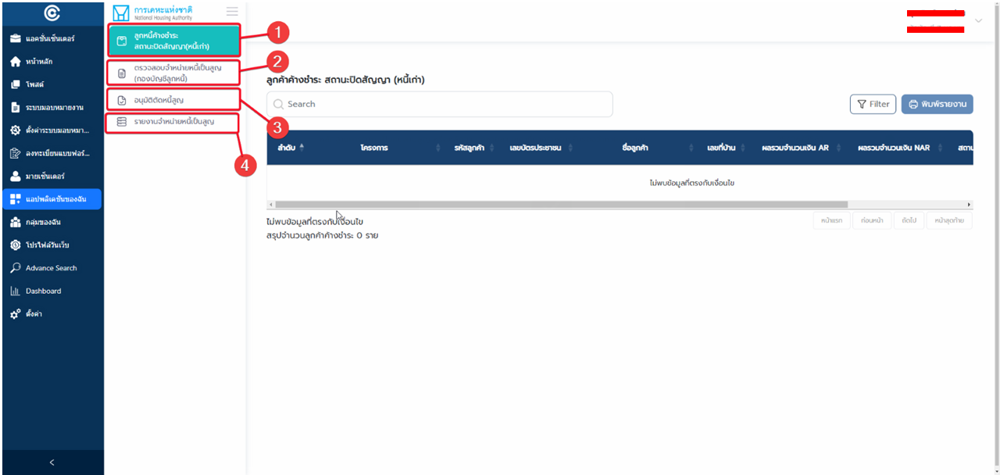 การเคหะแห่งชาติ
National Housing Authority
แอคชั่นเซ็นเตอร์
หน้าหลัก
โพสต์
ระบบมอบหมายงาน
ตั้งค่าระบบมอบหมา...
ลงทะเบียนแบบฟอร์...
มายเซ็นเตอร์
แอปพลิเคชันของฉัน
กลุ่มของฉัน
โปรไฟล์วันเว็บ
Advance Search
Dashboard
ตั้งค่า
ลูกหนี้ค้างชำระ
สถานะปิดสัญญา(หนี้เก่า)
1
ตรวจสอบจำหน่ายหนี้เป็นสูญ
(กองบัญชีลูกหนี้)
2
อนุมัติตัดหนี้สูญ
3
รายงานจำหน่ายหนี้เป็นสูญ
4
ลูกค้าค้างชำระ สถานะปิดสัญญา (หนี้เก่า)
Search
Filter
พิมพ์รายงาน
ลำดับ โครงการ รหัสลูกค้า เลขบัตรประชาชน ชื่อลูกค้า เลขที่บ้าน ผลรวมจำนวนเงิน AR ผลรวมจำนวนเงิน NAR สถาน
ไม่พบข้อมูลที่ตรงกับเงื่อนไข
ไม่พบข้อมูลที่ตรงกับเงื่อนไข
สรุปจำนวนลูกค้าค้างชำระ 0 ราย
หน้าแรก ก่อนหน้า ถัดไป หน้าสุดท้าย